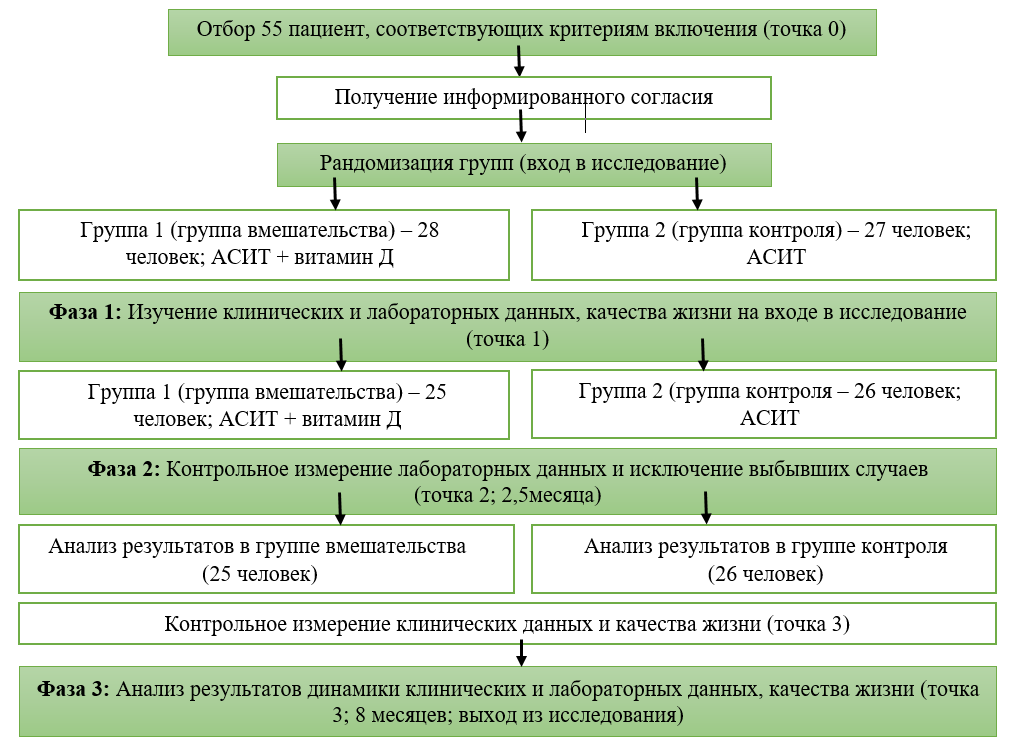 Отбор 55 пациент, соответствующих критериям включения (точка 0)
Получение информированного согласия
Рандомизация групп (вход в исследование)
Группа 1 (группа вмешательства) – 28
человек; АСИТ + витамин Д
Группа 2 (группа контроля) – 27 человек;
АСИТ
Фаза 1: Изучение клинических и лабораторных данных, качества жизни на входе в исследование
(точка 1)
Группа 1 (группа вмешательства) – 25
человек; АСИТ + витамин Д
Группа 2 (группа контроля – 26 человек;
АСИТ
Фаза 2: Контрольное измерение лабораторных данных и исключение выбывших случаев
(точка 2; 2,5месяца)
Анализ результатов в группе вмешательства
(25 человек)
Анализ результатов в группе контроля
(26 человек)
Контрольное измерение клинических данных и качества жизни (точка 3)
Фаза 3: Анализ результатов динамики клинических и лабораторных данных, качества жизни (точка
3; 8 месяцев; выход из исследования)